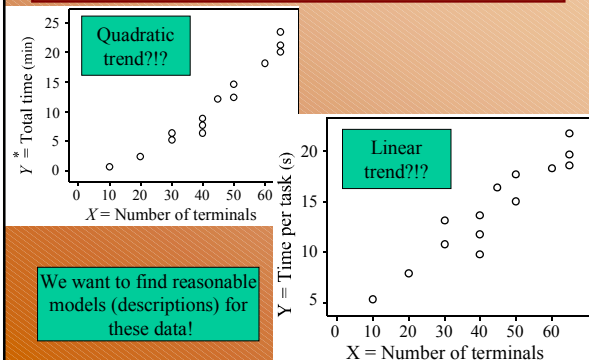 Quadratic
trend?!?
Y* = Total time (min)
25
20
15
10
5
0
0 10 20 30 40 50 60
X = Number of terminals
Linear
trend?!?
Y = Time per task (s)
20
15
10
5
0 10 20 30 40 50 60
X = Number of terminals
We want to find reasonable
models (descriptions) for
these data!